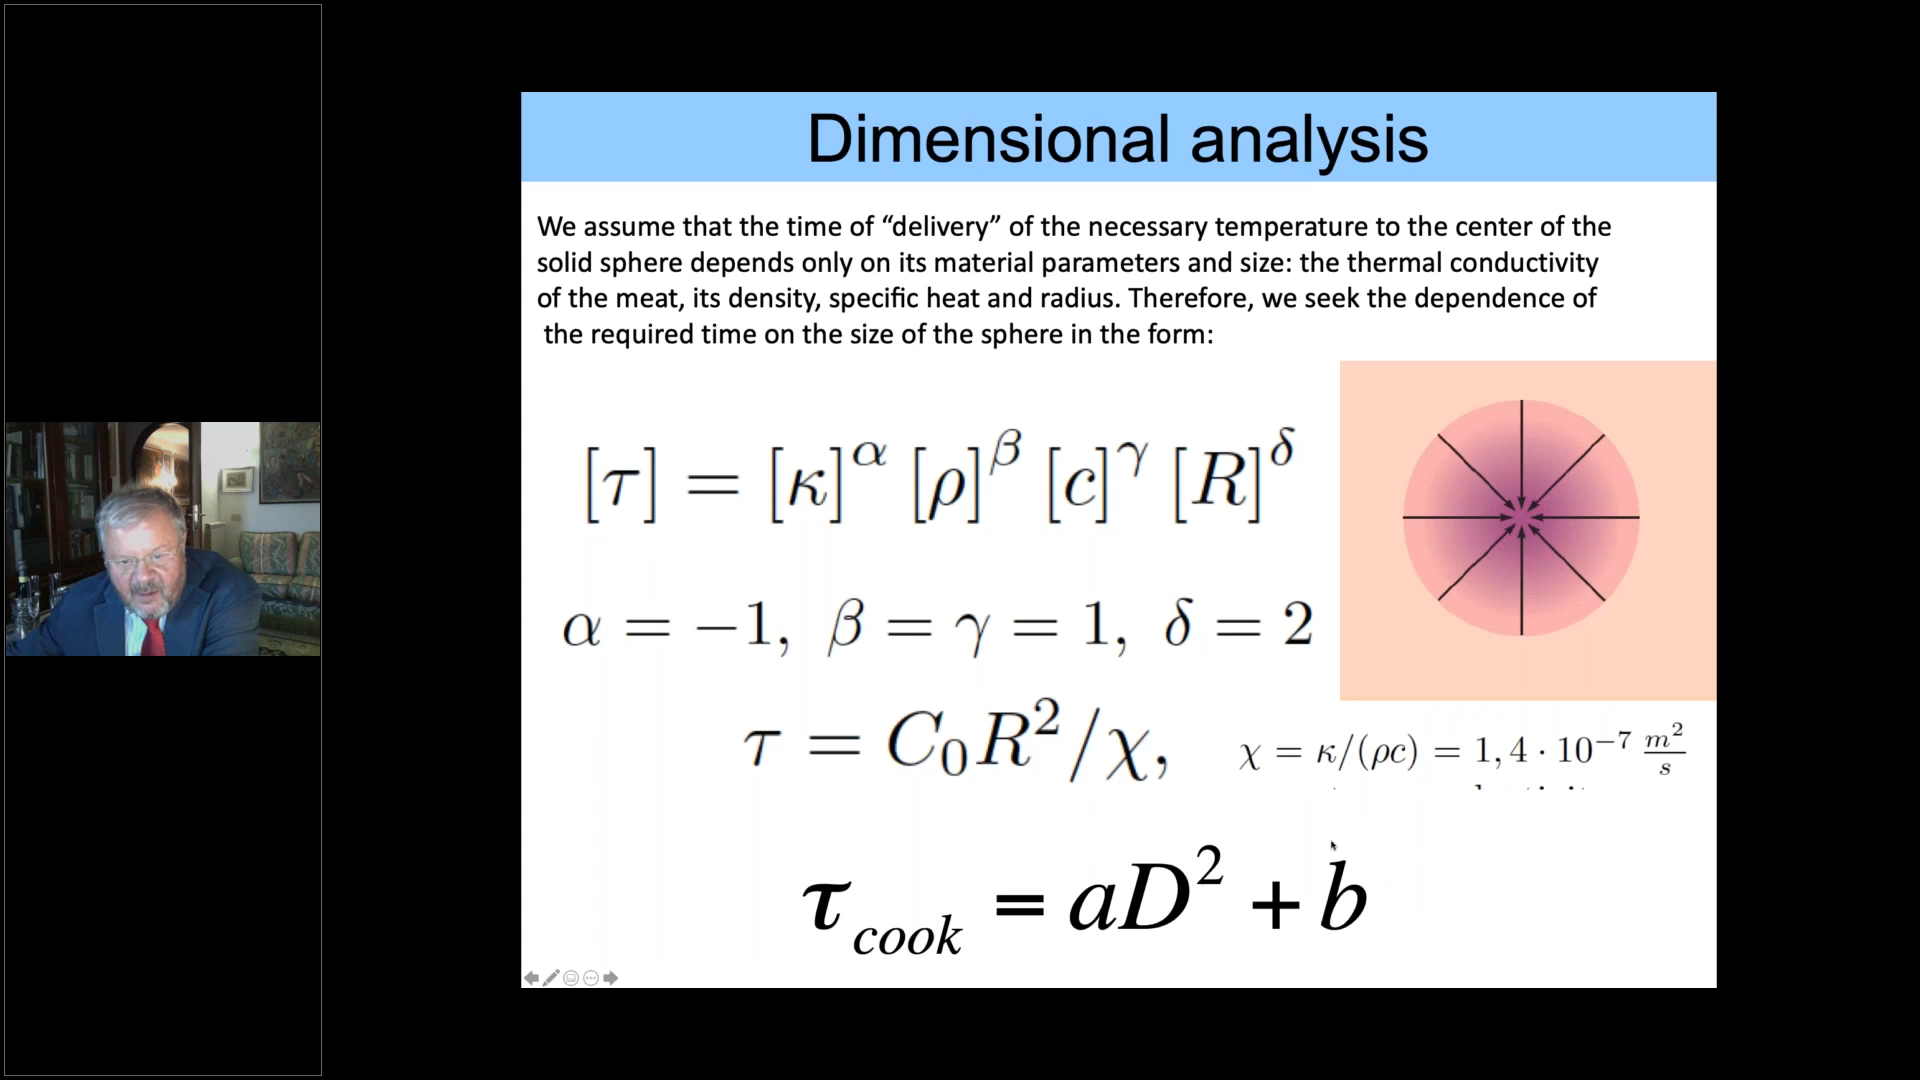 Dimensional analysis
We assume that the time of “delivery” of the necessary temperature to the center of the
solid sphere depends only on its material parameters and size: the thermal conductivity
of the meat, its density, specific heat and radius. Therefore, we seek the dependence of
the required time on the size of the sphere in the form:
[τ] = [κ]^α [ρ]^β [c]^γ [R]^δ
α = −1, β = γ = 1, δ = 2
τ = C₀R²/χ,
χ = κ/(ρc) = 1,4 · 10⁻⁷ m²/s
τ_cook = aD² + b